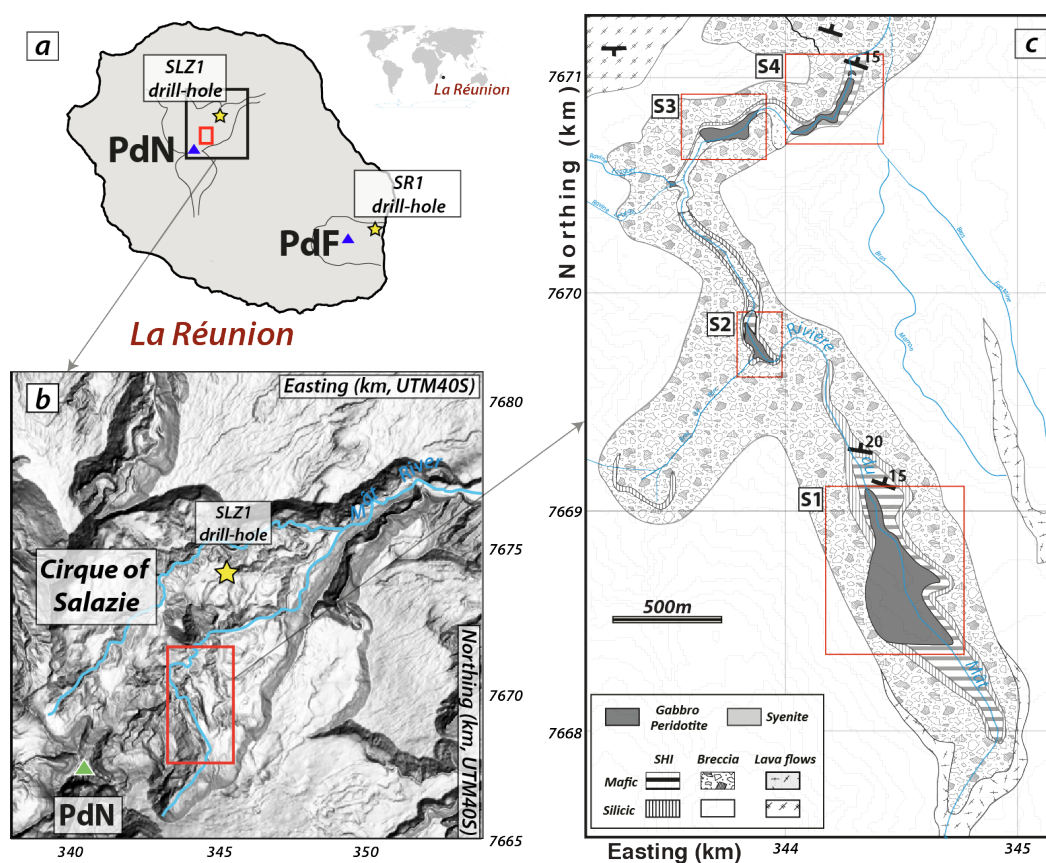 a
SLZ1
drill-hole
PdN
SR1
drill-hole
PdF
La Réunion
La Réunion
b
Easting (km, UTM40S)
7680
7675
7670
7665
Northing (km, UTM40S)
Mât River
SLZ1
drill-hole
Cirque of
Salazie
PdN
340
345
350
c
Northing (km)
7671
7670
7669
7668
S4
15
S3
S2
Rivière
du
Mât
20
15
S1
500m
Bras
Gabbro
Peridotite
Syenite
SHI
Breccia
Lava flows
Mafic
Silicic
Easting (km)
344
345